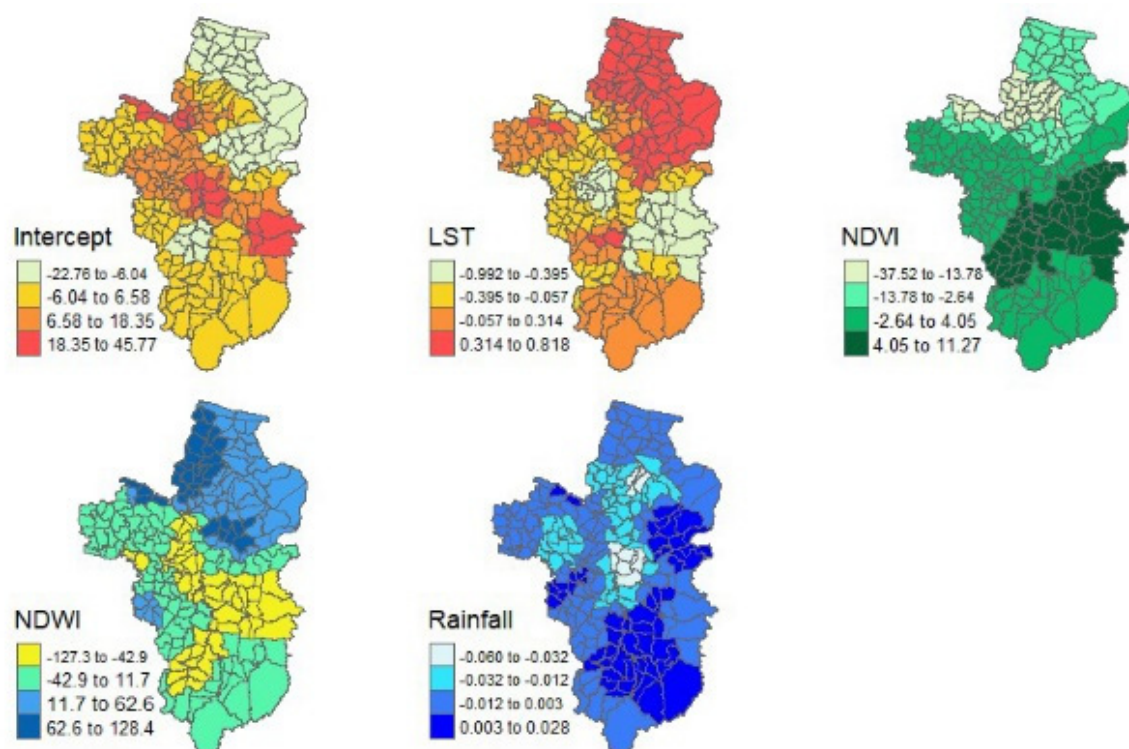 Intercept
-22.76 to -6.04
-6.04 to 6.58
6.58 to 18.35
18.35 to 45.77
LST
-0.992 to -0.395
-0.395 to -0.057
-0.057 to 0.314
0.314 to 0.818
NDVI
-37.52 to -13.78
-13.78 to -2.64
-2.64 to 4.05
4.05 to 11.27
NDWI
-127.3 to -42.9
-42.9 to 11.7
11.7 to 62.6
62.6 to 128.4
Rainfall
-0.060 to -0.032
-0.032 to -0.012
-0.012 to 0.003
0.003 to 0.028